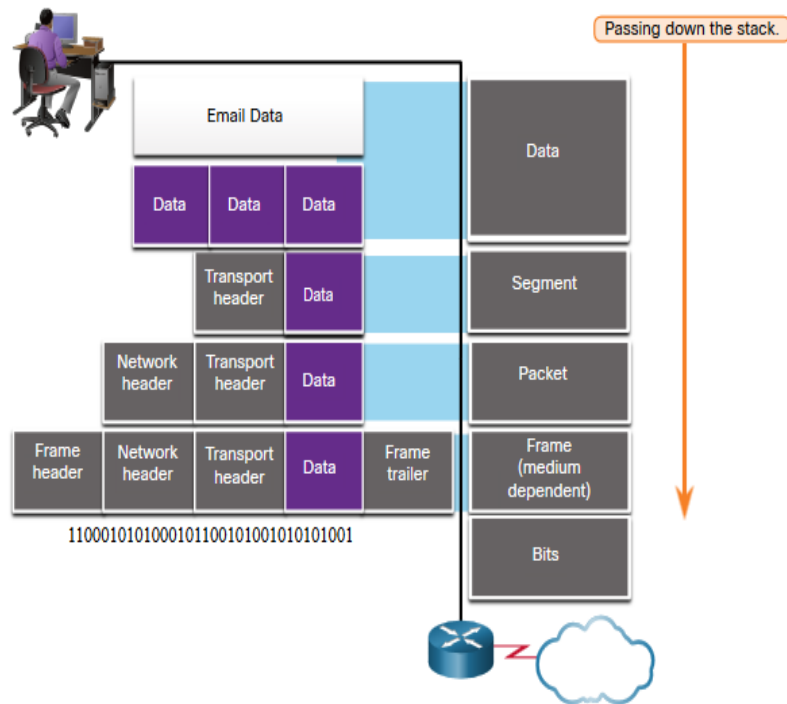 Passing down the stack.
Email Data
Data
Data
Data
Data
Transport
header
Data
Segment
Network
header
Transport
header
Data
Packet
Frame
header
Network
header
Transport
header
Data
Frame
trailer
Frame
(medium
dependent)
1100010101000101100101001010101001
Bits